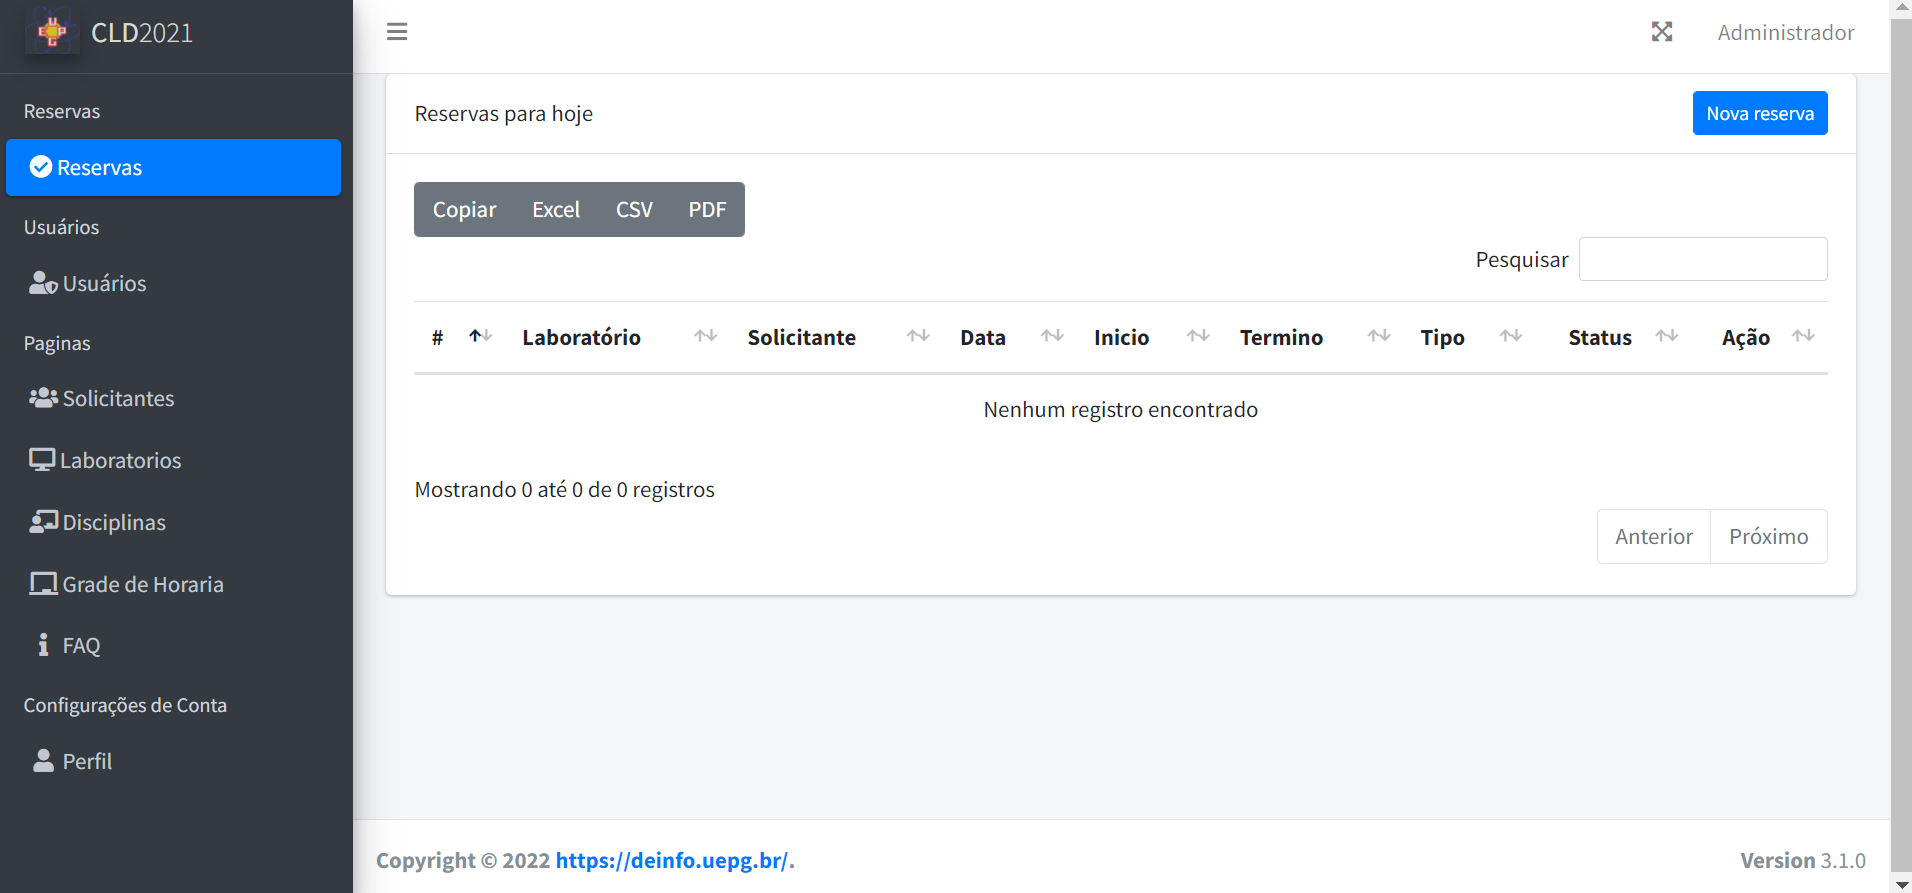 UEPG CLD2021
Administrador
Reservas
Reservas
Usuários
Usuários
Paginas
Solicitantes
Laboratorios
Disciplinas
Grade de Horaria
FAQ
Configurações de Conta
Perfil
Reservas para hoje
Nova reserva
Copiar Excel CSV PDF
Pesquisar
# Laboratório Solicitante Data Inicio Termino Tipo Status Ação
Nenhum registro encontrado
Mostrando 0 até 0 de 0 registros
Anterior Próximo
Copyright © 2022 https://deinfo.uepg.br/.
Version 3.1.0